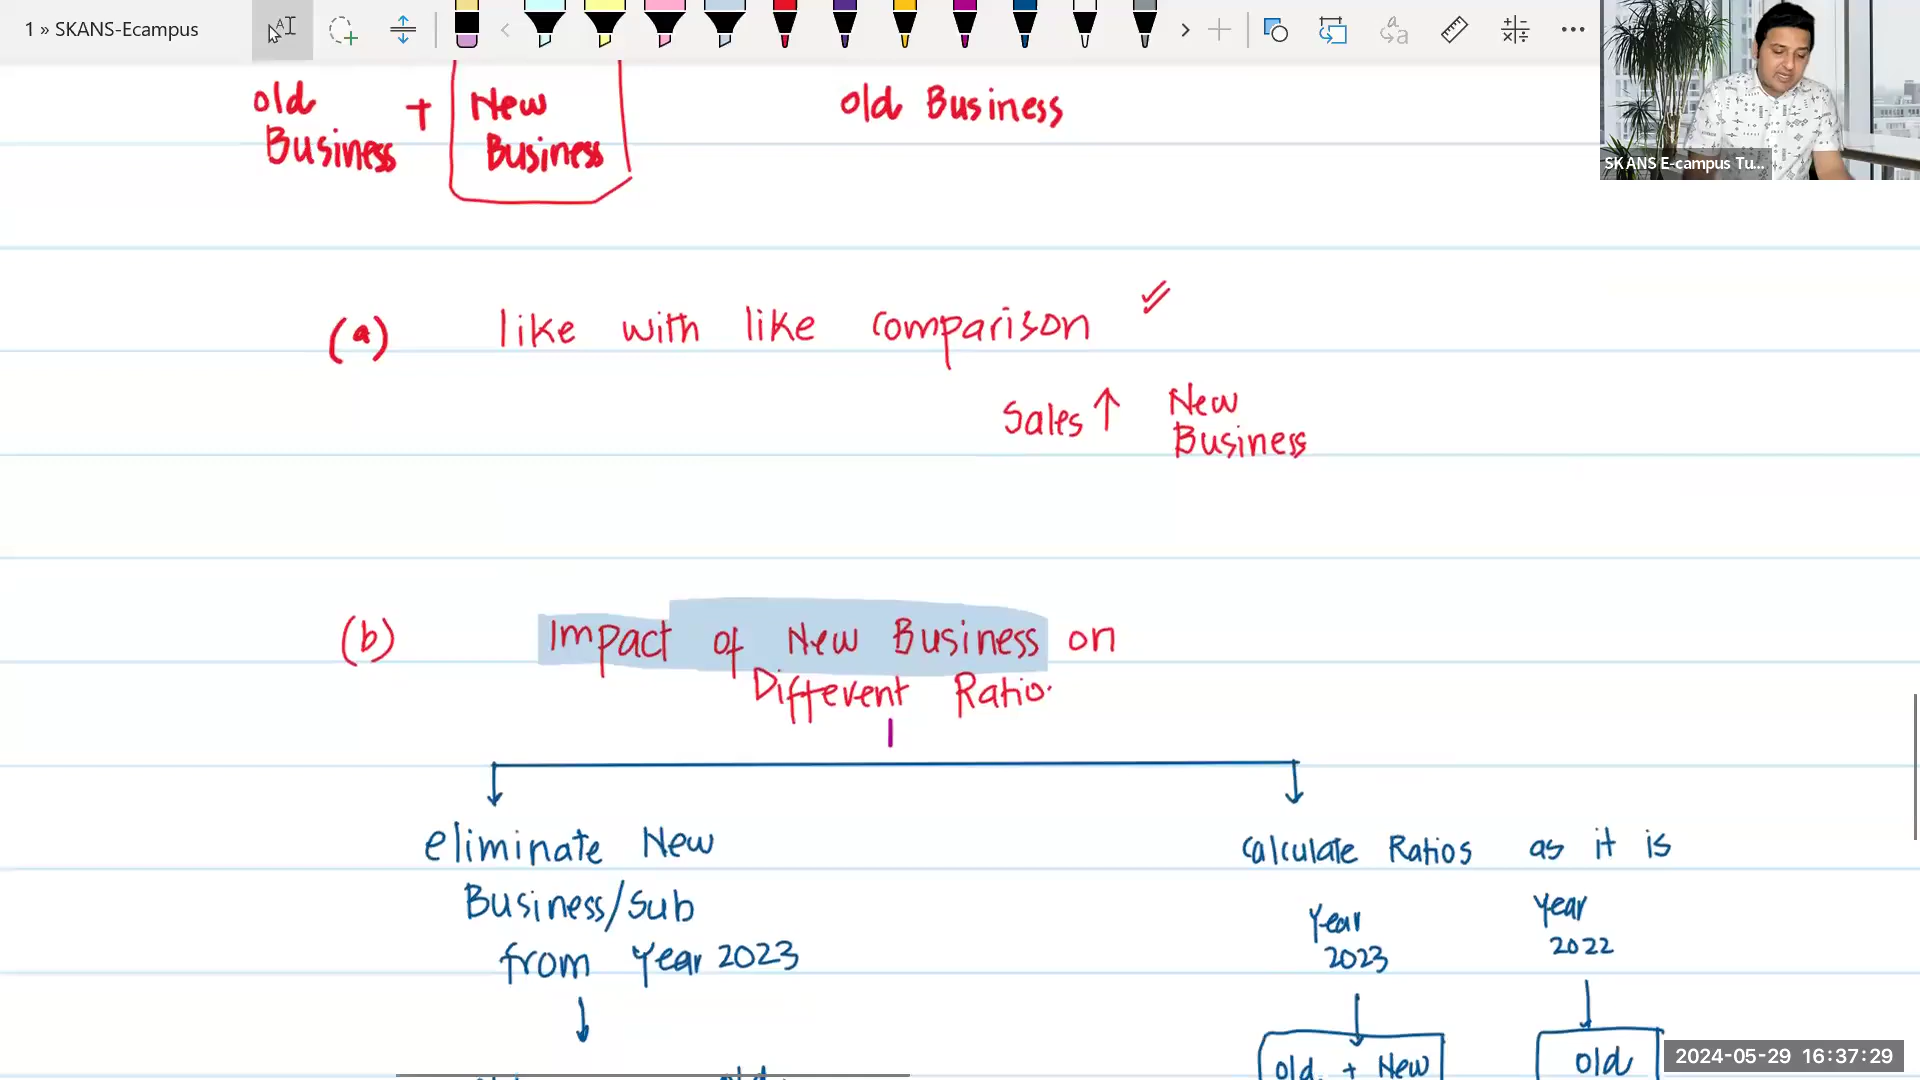 1 » SKANS-Ecampus
SKANS E-campus Tu...
old + New old Business
Business Business
(a) like with like comparison
Sales ↑ New
Business
(b) Impact of New Business on
Different Ratio.
eliminate New Calculate Ratios as it is
Business/Sub Year Year
from Year 2023 2023 2022
old + New old
2024-05-29 16:37:29